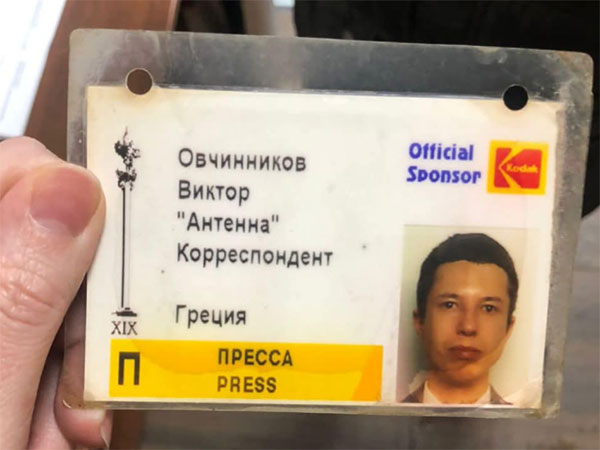 Official
Sponsor
Kodak
Овчинников
Виктор
"Антенна"
Корреспондент
Греция
XIX
П
ПРЕССА
PRESS